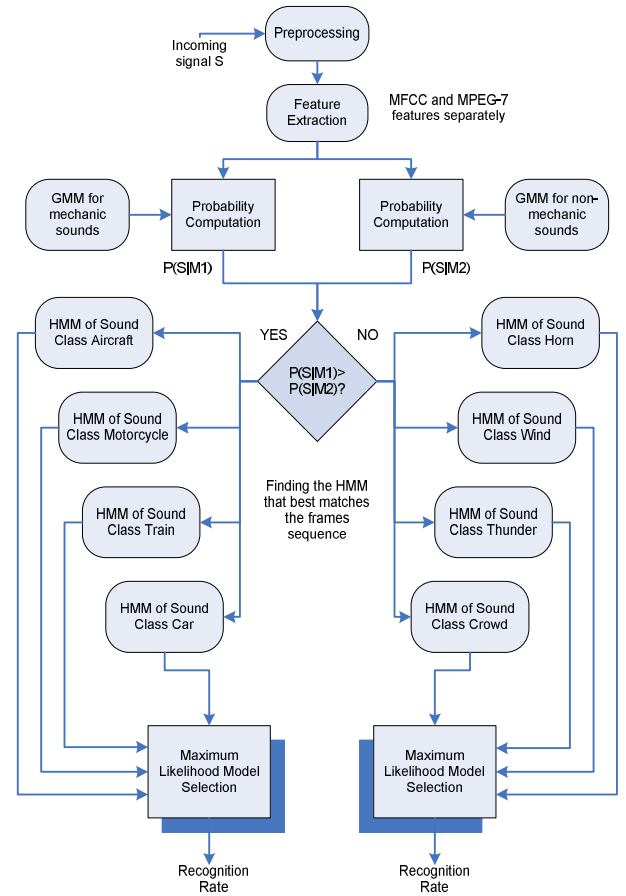 Preprocessing
Incoming
signal S
Feature
Extraction
MFCC and MPEG-7
features separately
GMM for
mechanic
sounds
Probability
Computation
Probability
Computation
GMM for non-
mechanic
sounds
P(S|M1)
P(S|M2)
HMM of Sound
Class Aircraft
YES
NO
HMM of Sound
Class Horn
P(S|M1)>
P(S|M2)?
HMM of Sound
Class Motorcycle
HMM of Sound
Class Wind
Finding the HMM
that best matches
the frames
sequence
HMM of Sound
Class Train
HMM of Sound
Class Thunder
HMM of Sound
Class Car
HMM of Sound
Class Crowd
Maximum
Likelihood Model
Selection
Maximum
Likelihood Model
Selection
Recognition
Rate
Recognition
Rate